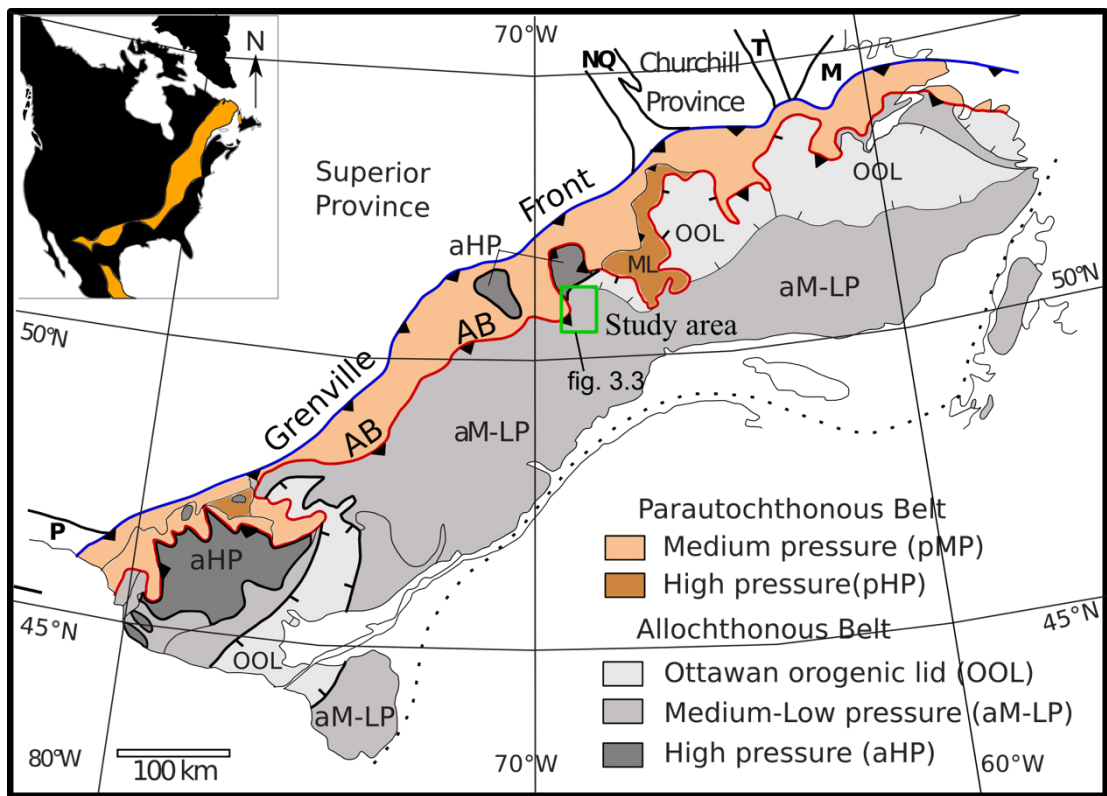 N
70°W
NQ
Churchill
Province
T
M
Superior
Province
Front
OOL
aHP
OOL
ML
aM-LP
50°N
50°N
AB
Study area
fig. 3.3
Grenville
AB
aM-LP
P
aHP
Parautochthonous Belt
Medium pressure (pMP)
High pressure(pHP)
45°N
45°N
Allochthonous Belt
OOL
Ottawan orogenic lid (OOL)
aM-LP
Medium-Low pressure (aM-LP)
High pressure (aHP)
80°W
100 km
70°W
60°W